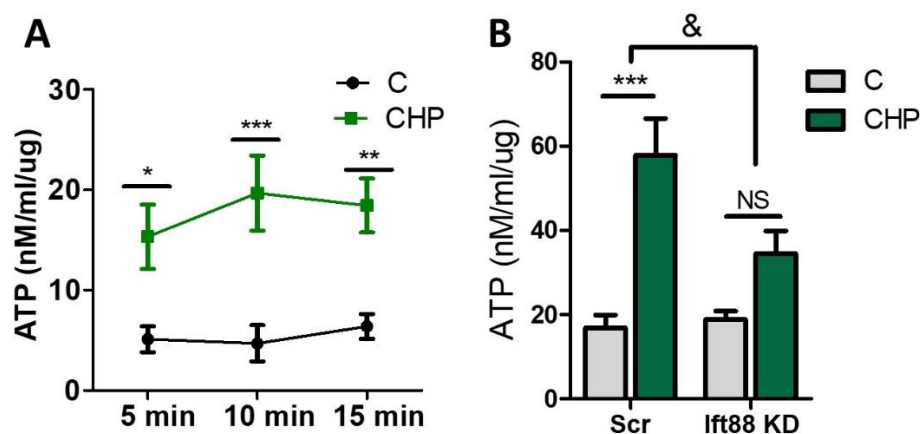 A
ATP (nM/ml/ug)
30
20
10
0
C
CHP
*
***
**
5 min 10 min 15 min
B
ATP (nM/ml/ug)
80
60
40
20
0
&
***
NS
C
CHP
Scr Ift88 KD